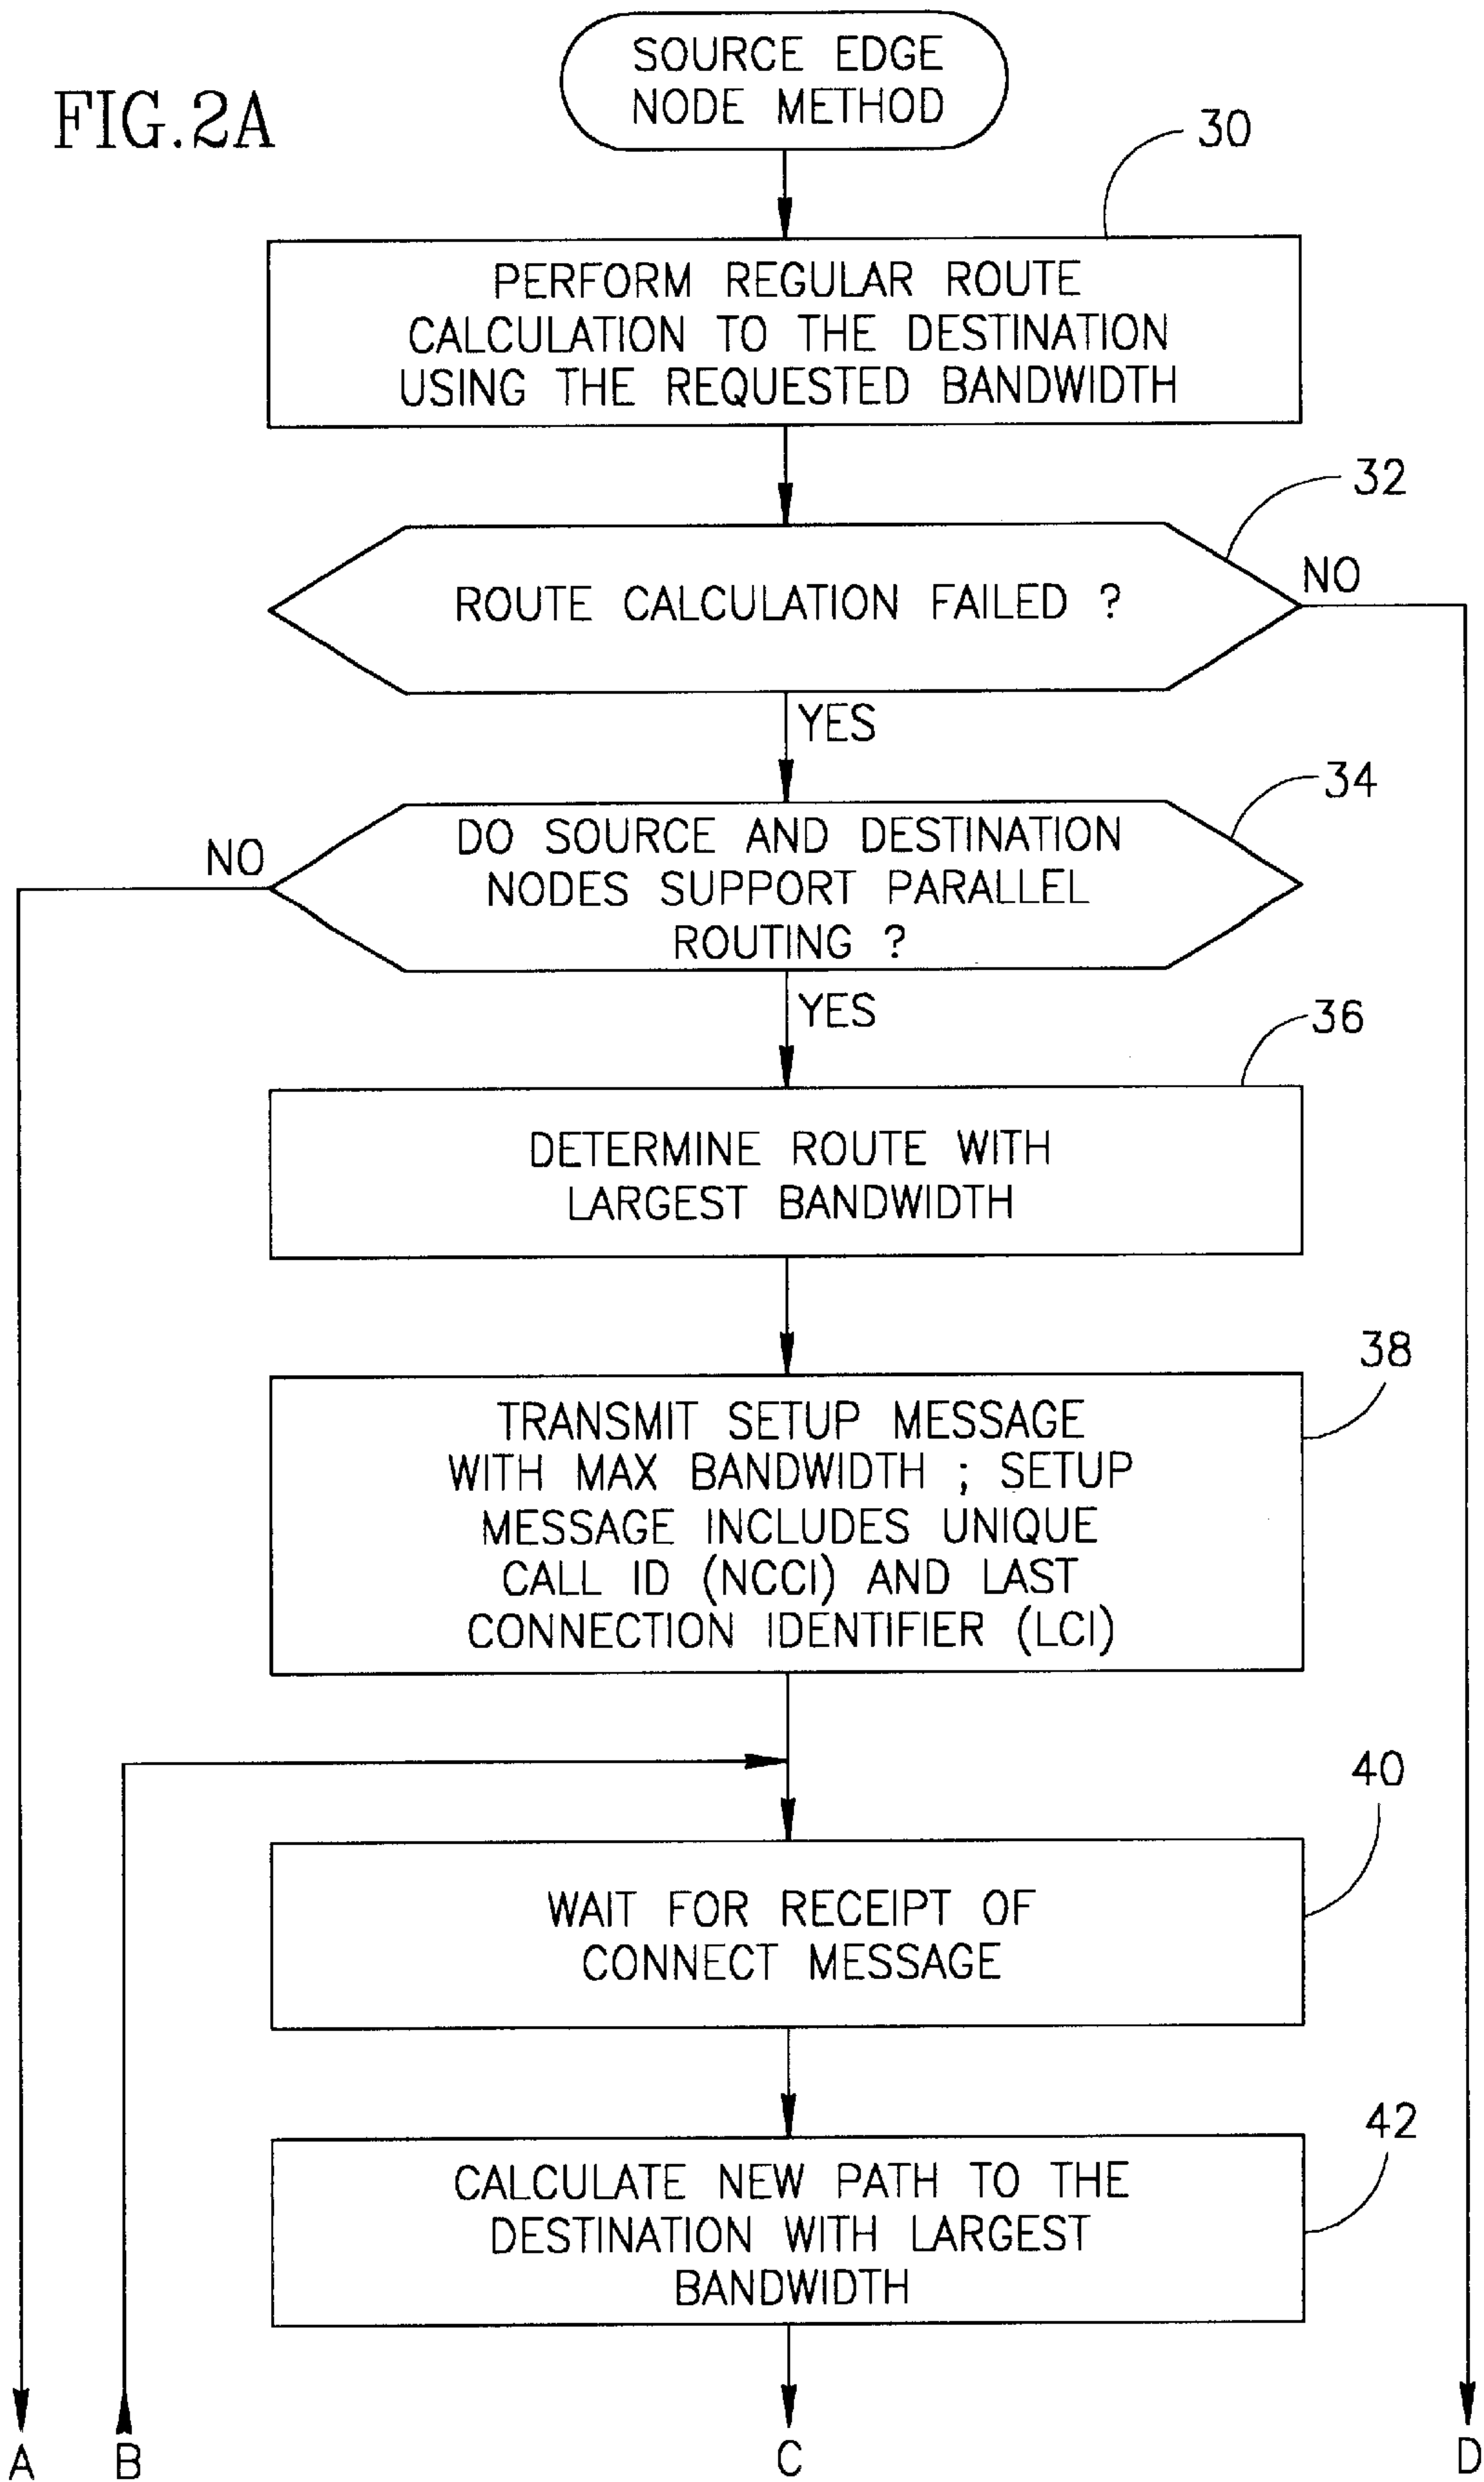 SOURCE EDGE
NODE METHOD
FIG.2A
30
PERFORM REGULAR ROUTE
CALCULATION TO THE DESTINATION
USING THE REQUESTED BANDWIDTH
32
NO
ROUTE CALCULATION FAILED ?
YES
34
NO
DO SOURCE AND DESTINATION
NODES SUPPORT PARALLEL
ROUTING ?
YES
36
DETERMINE ROUTE WITH
LARGEST BANDWIDTH
38
TRANSMIT SETUP MESSAGE
WITH MAX BANDWIDTH ; SETUP
MESSAGE INCLUDES UNIQUE
CALL ID (NCCI) AND LAST
CONNECTION IDENTIFIER (LCI)
40
WAIT FOR RECEIPT OF
CONNECT MESSAGE
42
CALCULATE NEW PATH TO THE
DESTINATION WITH LARGEST
BANDWIDTH
A B C D